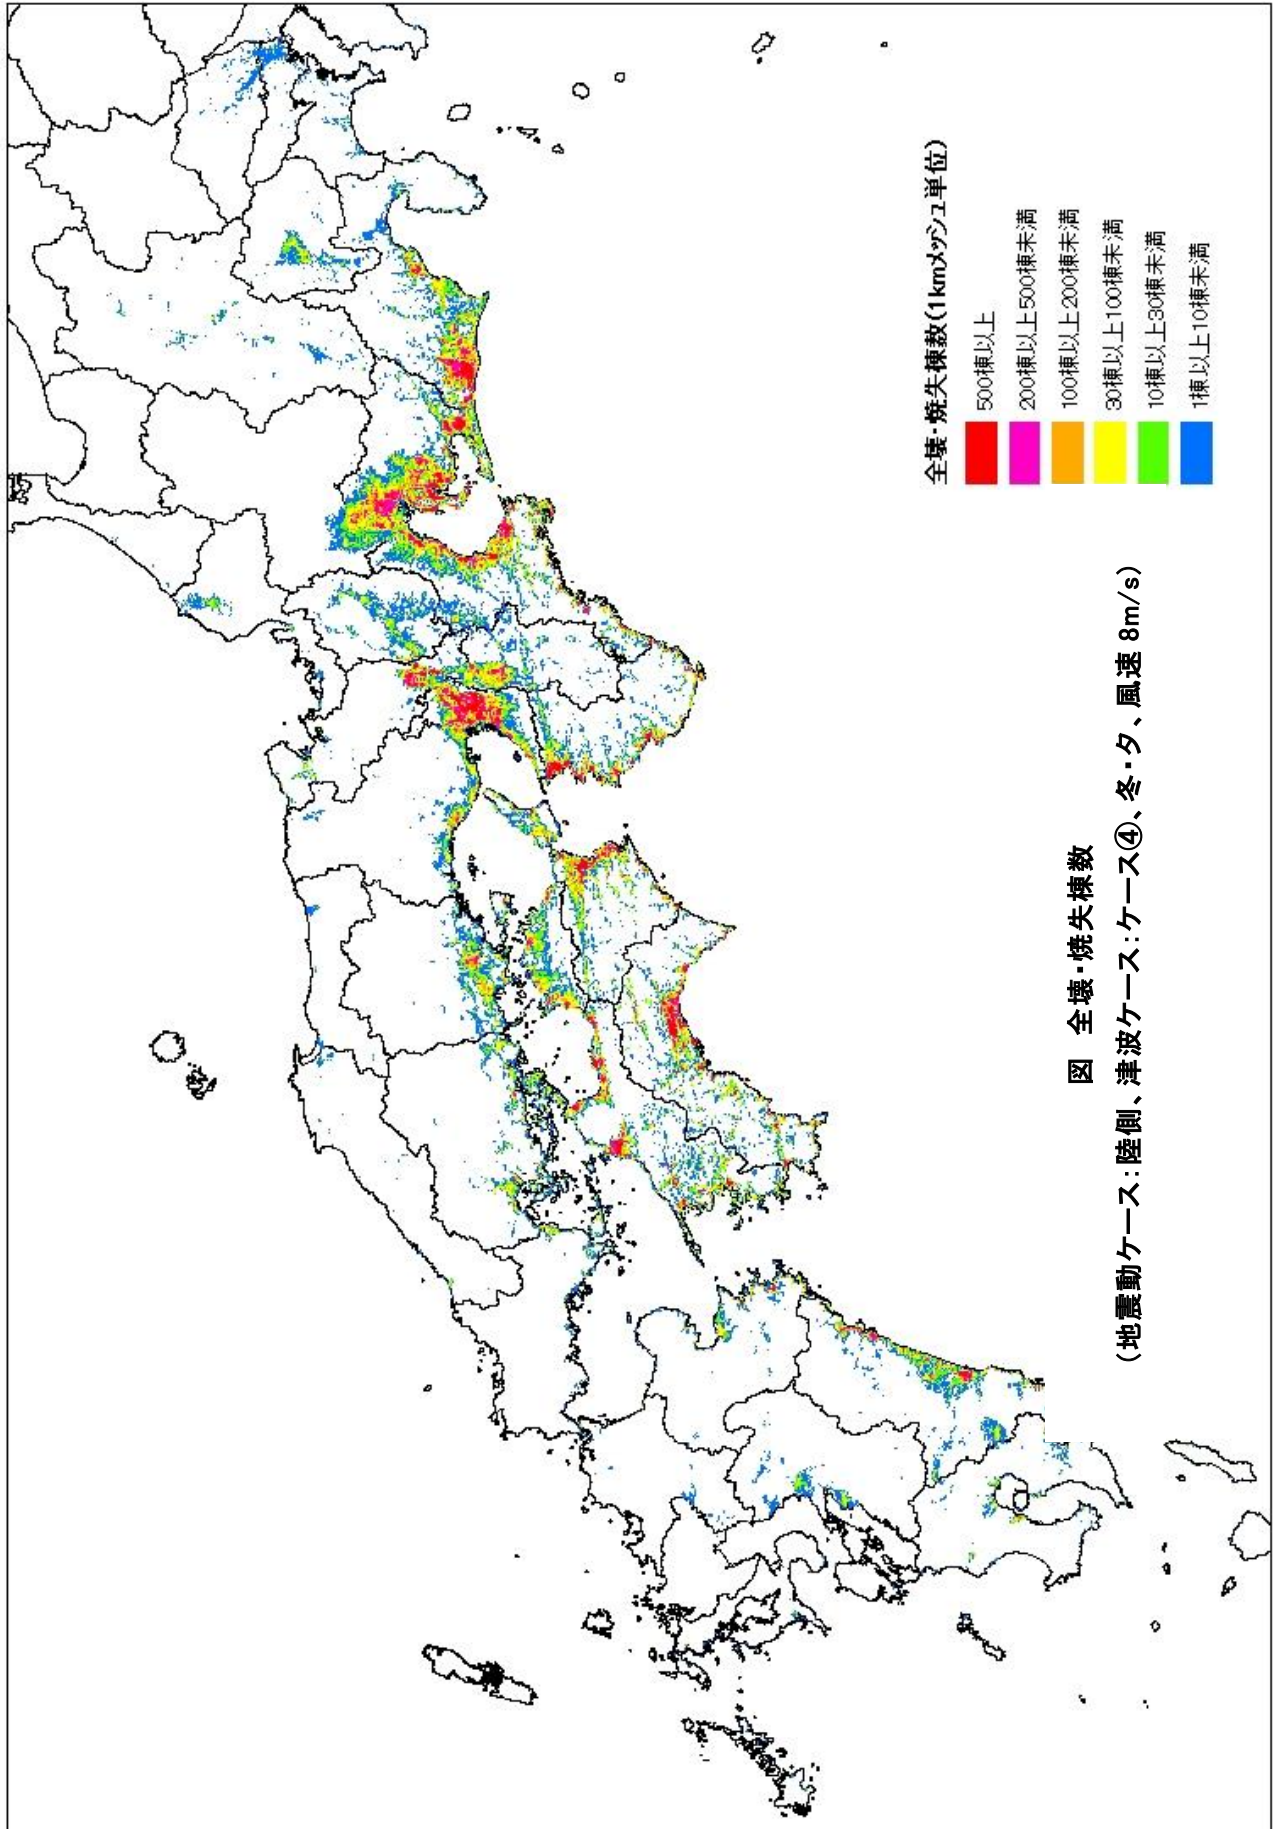 全壊・焼失棟数(1kmメッシュ単位)
500棟以上
200棟以上500棟未満
100棟以上200棟未満
30棟以上100棟未満
10棟以上30棟未満
1棟以上10棟未満
図 全壊・焼失棟数
(地震動ケース:陸側、津波ケース:ケース④、冬・夕、風速 8m/s)